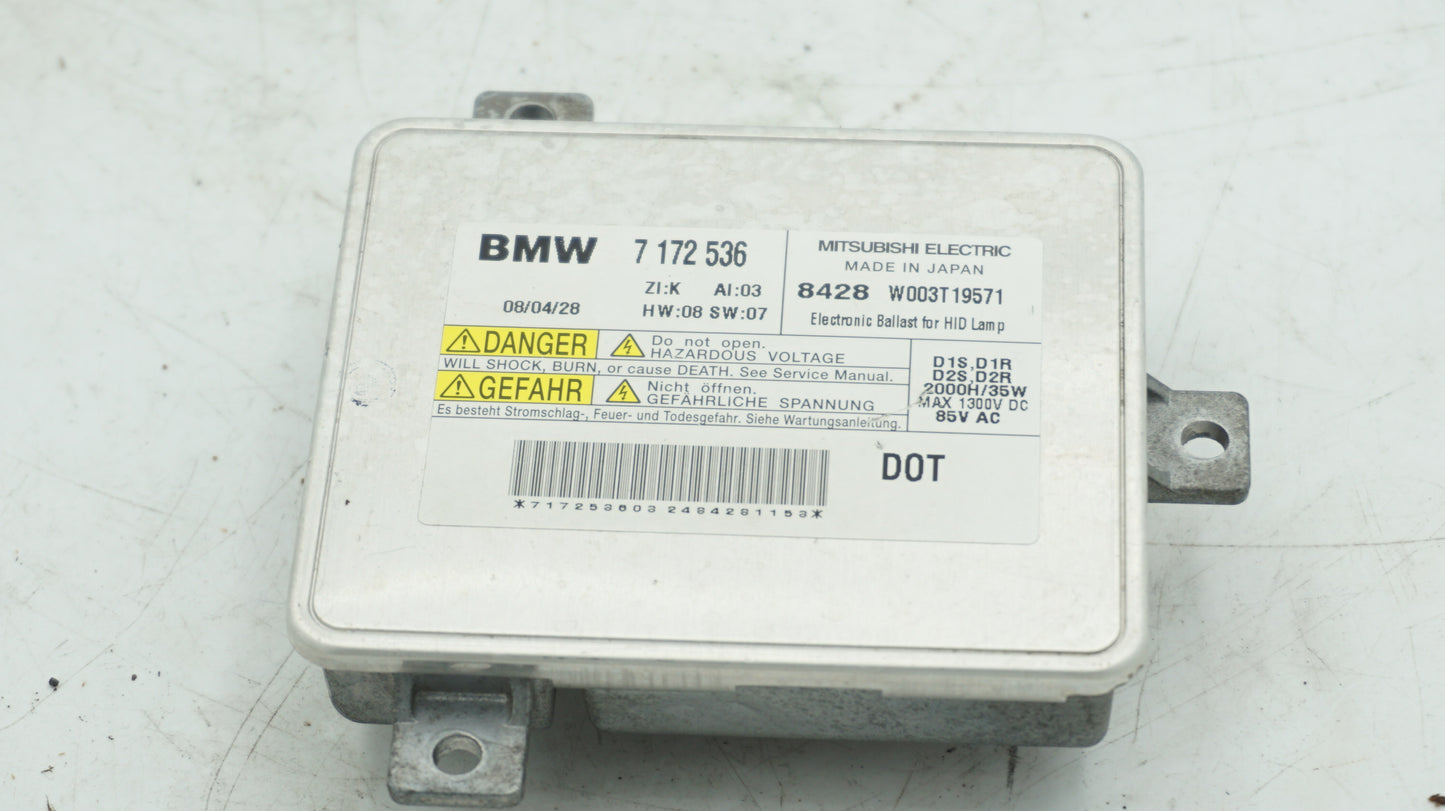 BMW 7 172 536
ZI:K AI:03
08/04/28 HW:08 SW:07
MITSUBISHI ELECTRIC
MADE IN JAPAN
8428 W003T19571
Electronic Ballast for HID Lamp
DANGER Do not open.
HAZARDOUS VOLTAGE
WILL SHOCK, BURN, or cause DEATH. See Service Manual.
GEFAHR Nicht öffnen.
GEFÄHRLICHE SPANNUNG
Es besteht Stromschlag-, Feuer- und Todesgefahr. Siehe Wartungsanleitung.
D1S,D1R
D2S,D2R
2000H/35W
MAX 1300V DC
85V AC
DOT
*717253603 2484281153*